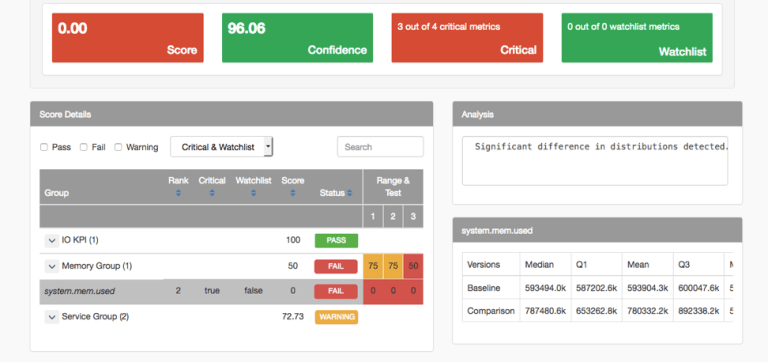 0.00
Score
96.06
Confidence
3 out of 4 critical metrics
Critical
0 out of 0 watchlist metrics
Watchlist
Score Details
Pass Fail Warning Critical & Watchlist Search
Group Rank Critical Watchlist Score Status Range & Test
1 2 3
IO KPI (1) 100 PASS
Memory Group (1) 50 FAIL 75 75 50
system.mem.used 2 true false 0 FAIL 0 0 0
Service Group (2) 72.73 WARNING
Analysis
Significant difference in distributions detected.
system.mem.used
Versions Median Q1 Mean Q3
Baseline 593494.0k 587202.6k 593904.3k 600047.6k 5
Comparison 787480.6k 653262.8k 780332.2k 892338.2k 5